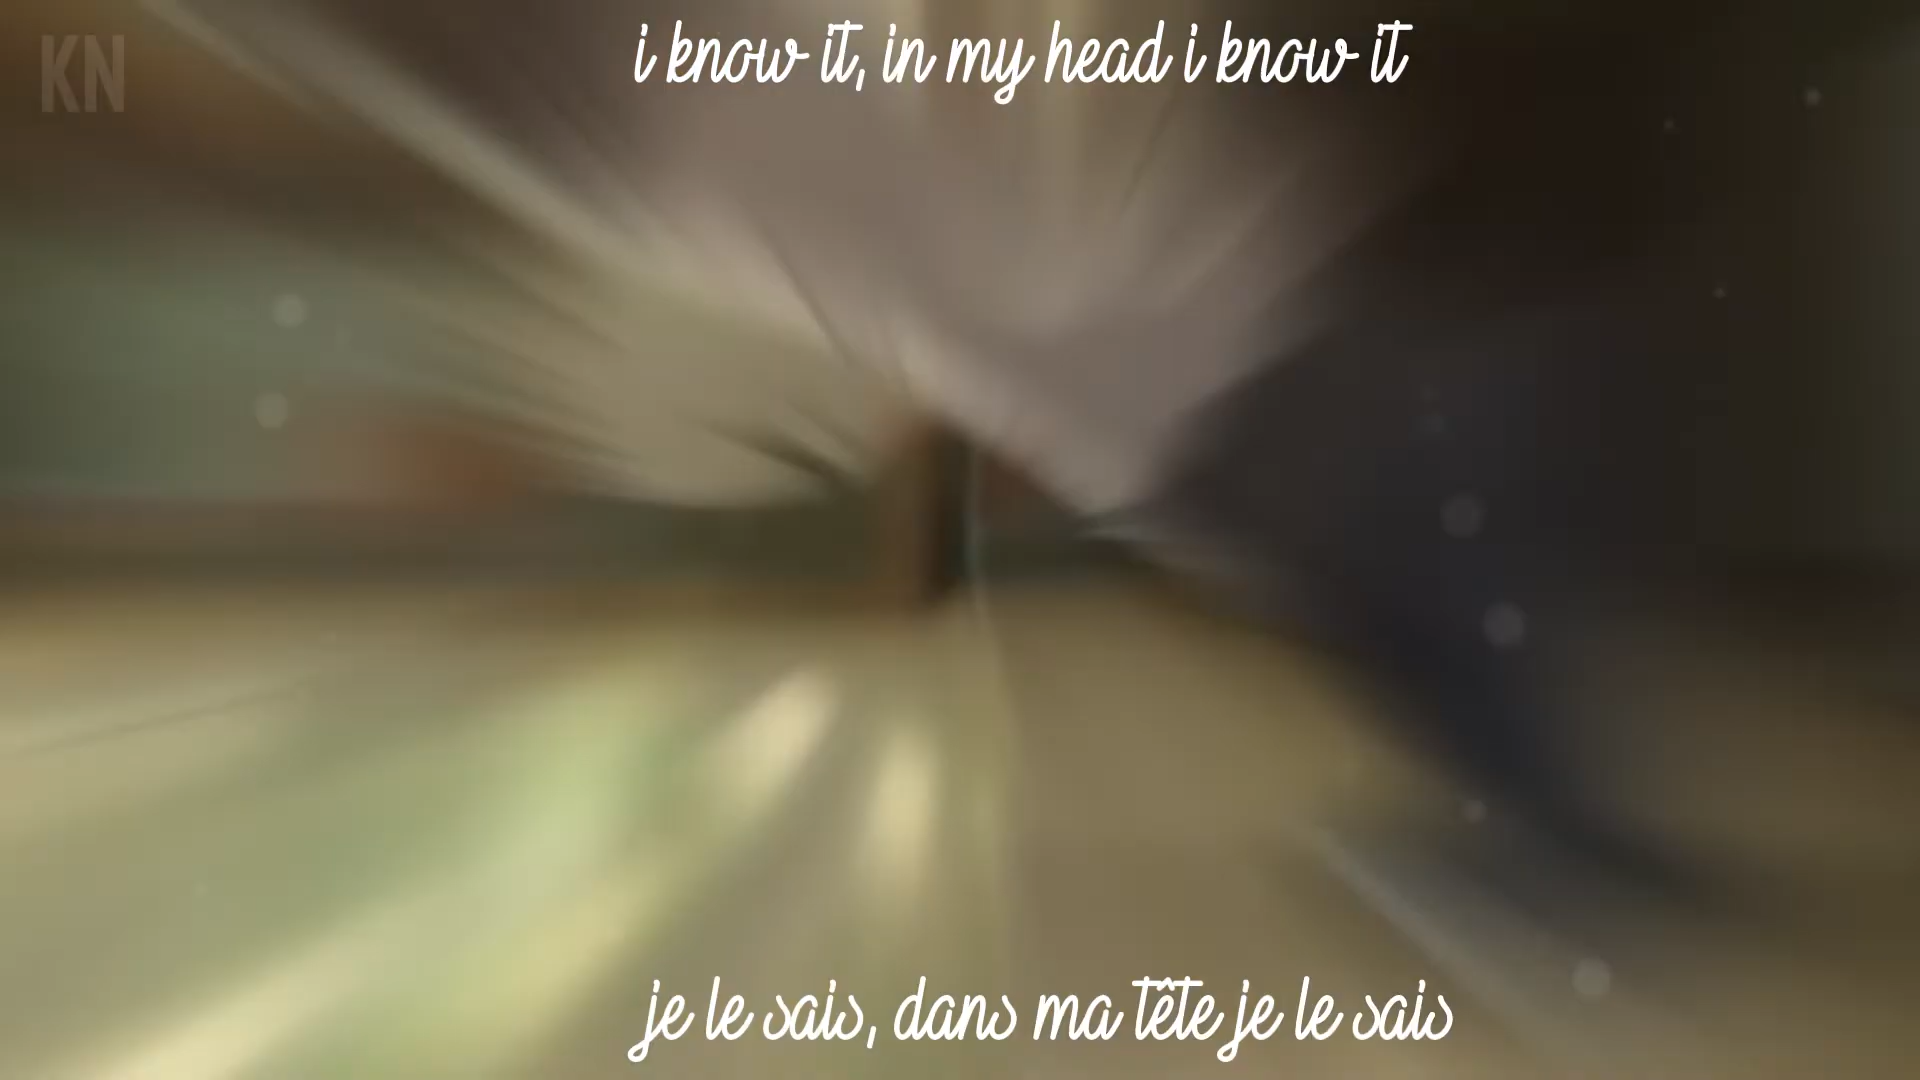 KN
i know it, in my head i know it
je le sais, dans ma tête je le sais